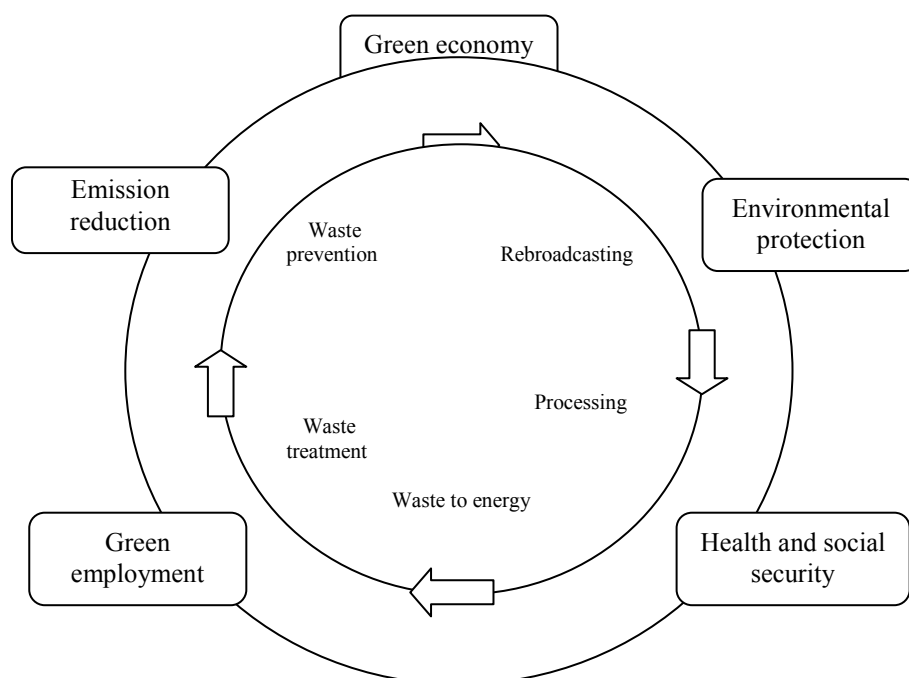 Green economy
Emission
reduction
Environmental
protection
Waste
prevention
Rebroadcasting
Processing
Waste
treatment
Waste to energy
Green
employment
Health and social
security